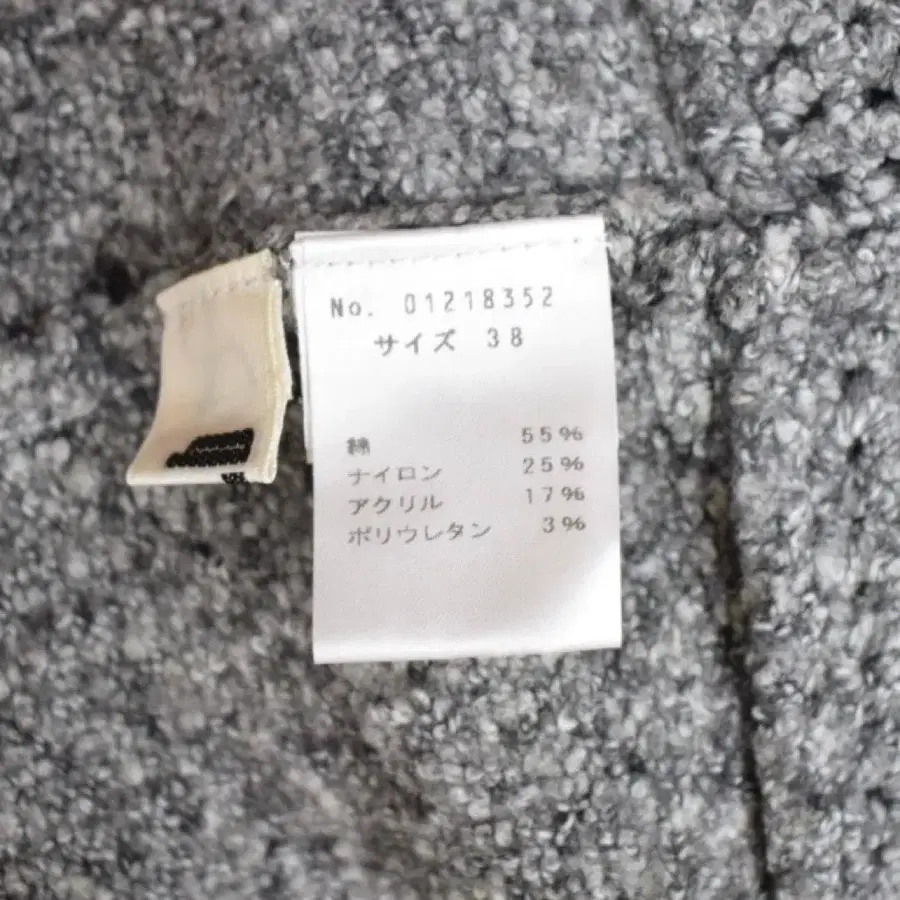 No. 01218352
サイズ 38
綿 55%
ナイロン 25%
アクリル 17%
ポリウレタン 3%